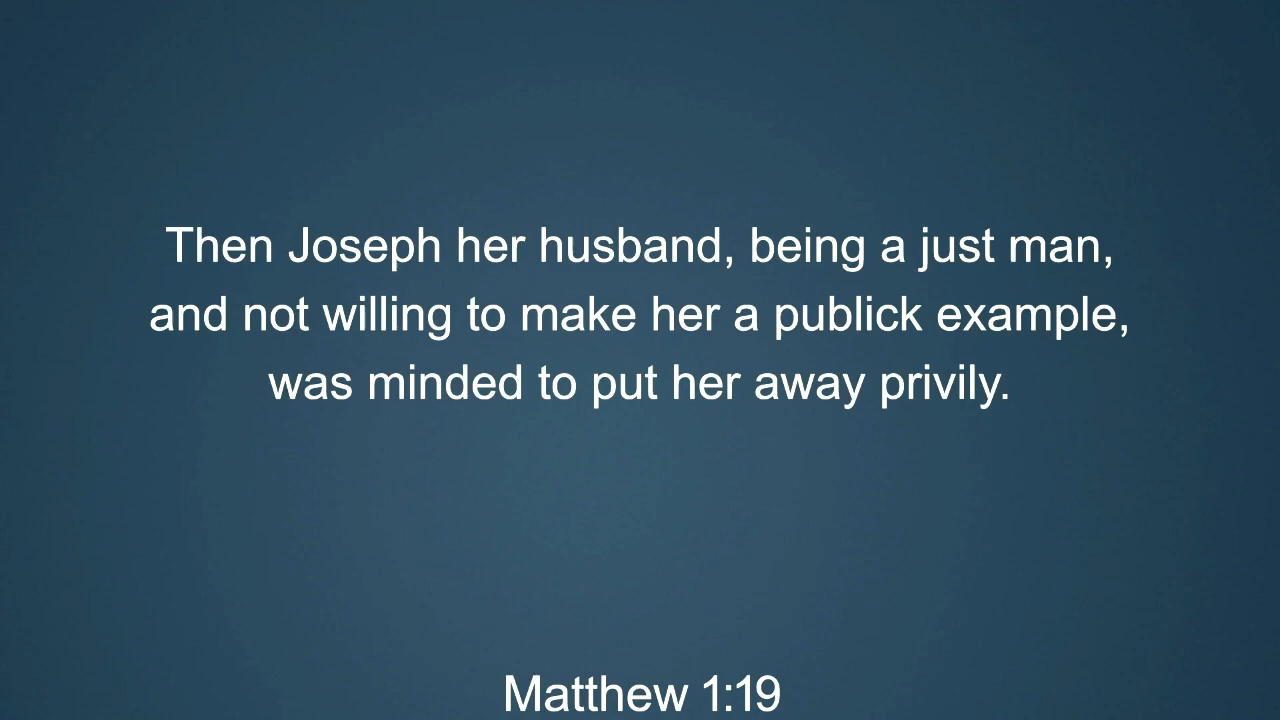 Then Joseph her husband, being a just man,
and not willing to make her a publick example,
was minded to put her away privily.
Matthew 1:19